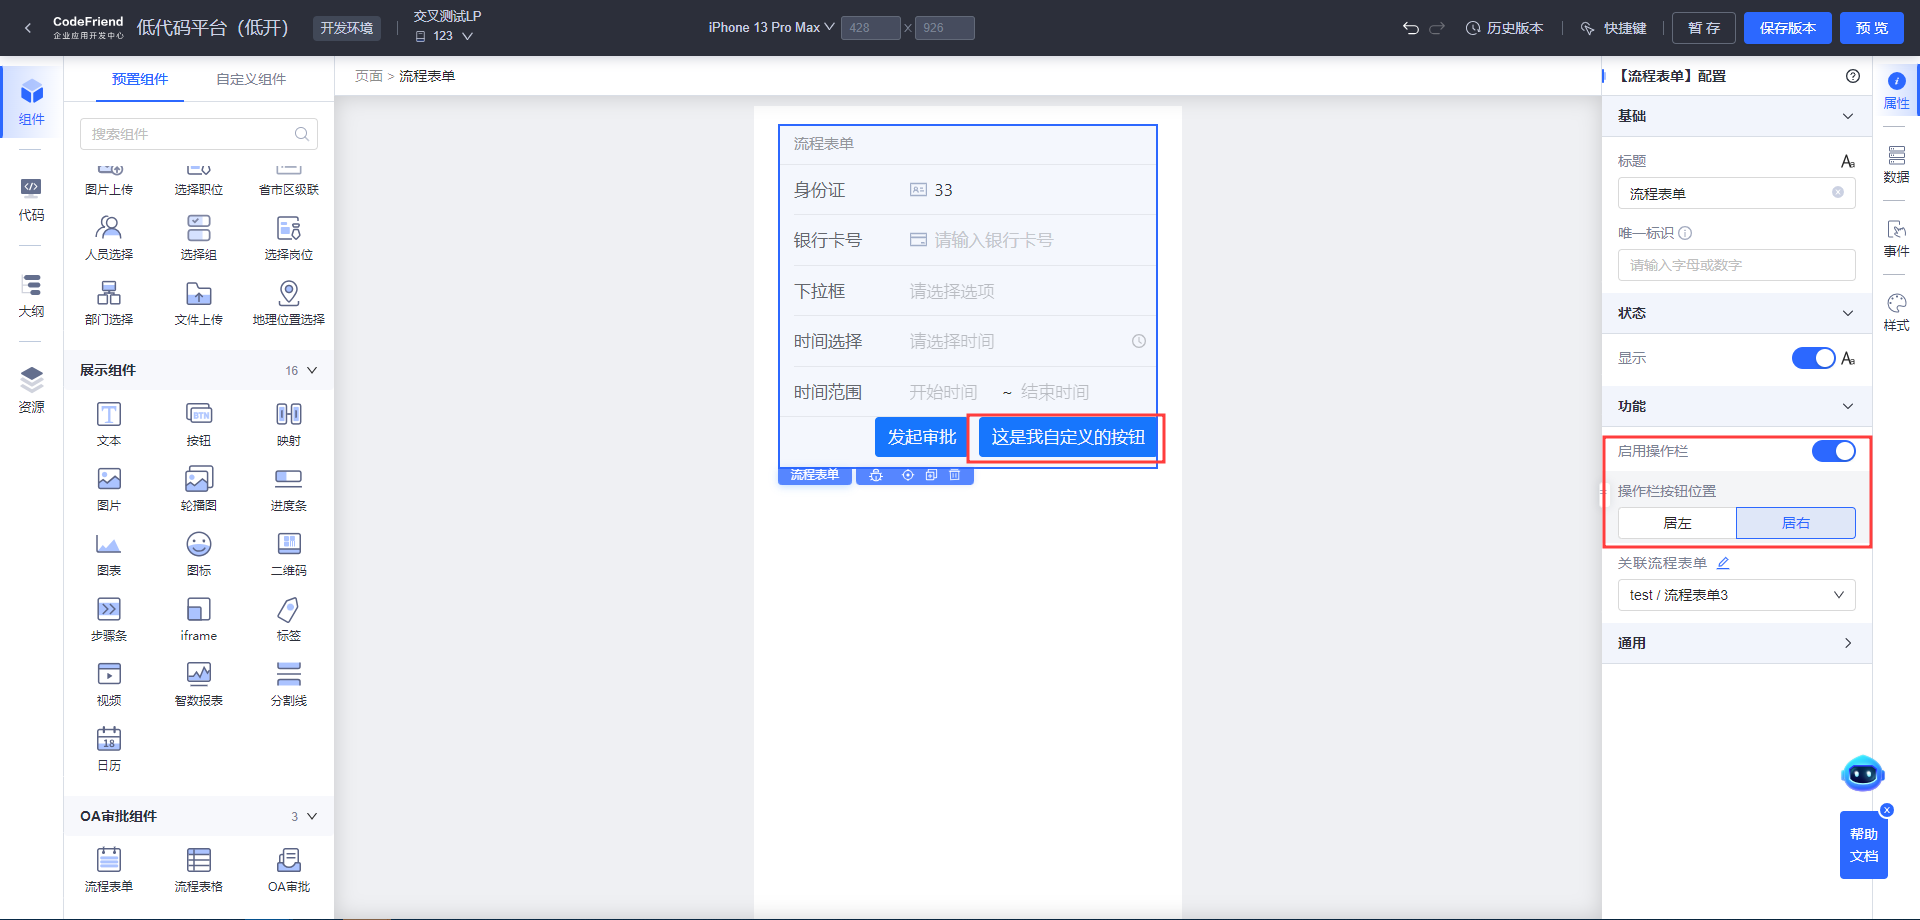 CodeFriend
企业应用开发中心
低代码平台（低开）
开发环境
交叉测试LP
123
iPhone 13 Pro Max
428
X
926
历史版本
快捷键
暂 存
保存版本
预 览
组件
代码
大纲
资源
预置组件
自定义组件
搜索组件
图片上传
选择职位
省市区级联
人员选择
选择组
选择岗位
部门选择
文件上传
地理位置选择
展示组件
16
文本
按钮
映射
图片
轮播图
进度条
图表
图标
二维码
步骤条
iframe
标签
视频
智数报表
分割线
日历
OA审批组件
3
流程表单
流程表格
OA审批
页面 > 流程表单
流程表单
身份证
33
银行卡号
请输入银行卡号
下拉框
请选择选项
时间选择
请选择时间
时间范围
开始时间
~
结束时间
发起审批
这是我自定义的按钮
流程表单
【流程表单】配置
基础
标题
流程表单
唯一标识
请输入字母或数字
状态
显示
功能
启用操作栏
操作栏按钮位置
居左
居右
关联流程表单
test / 流程表单3
通用
属性
数据
事件
样式
帮助
文档